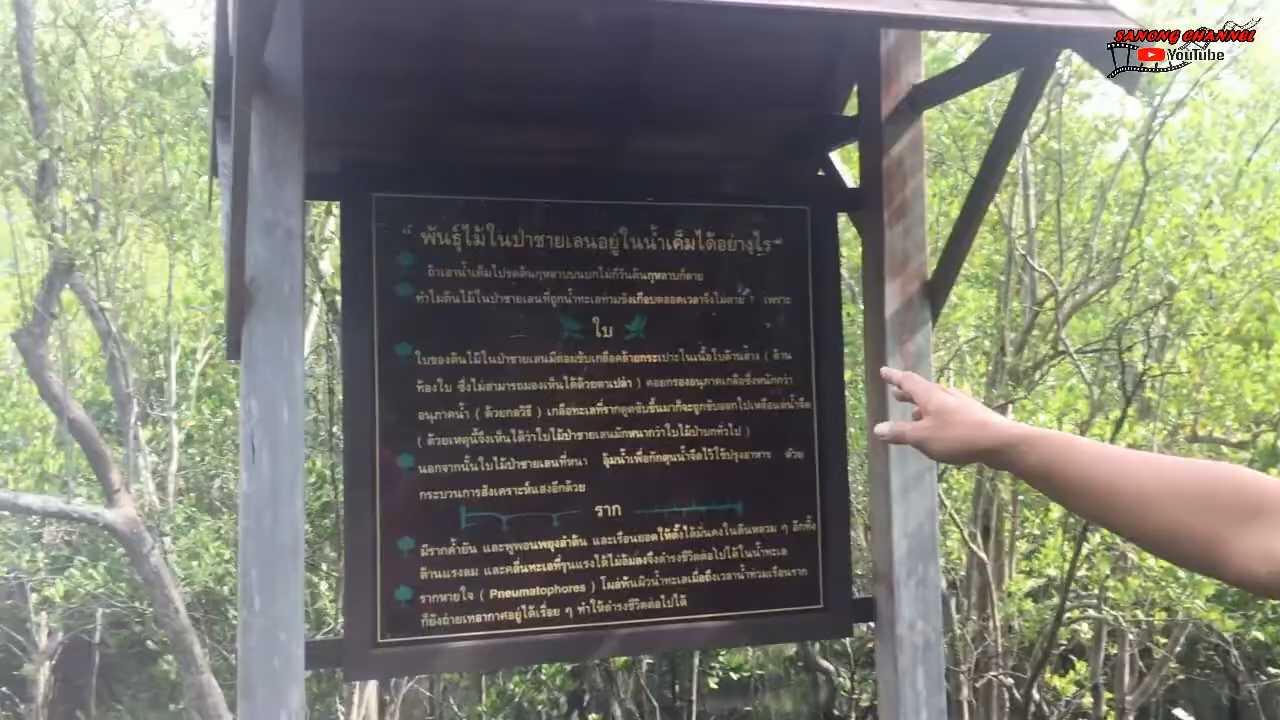 SANONG CHANNEL
YouTube
“ พันธุ์ไม้ในป่าชายเลนอยู่ในน้ำเค็มได้อย่างไร ”
ถ้าเอาน้ำเค็มไปรดต้นกุหลาบบนบกไม่กี่วันต้นกุหลาบก็ตาย
ทำไมต้นไม้ในป่าชายเลนที่ถูกน้ำทะเลท่วมขังเกือบตลอดเวลาจึงไม่ตาย ? เพราะ
ใบ
ใบของต้นไม้ในป่าชายเลนมีต่อมขับเกลือคล้ายกระเปาะในเนื้อใบด้านล่าง ( ด้าน
ท้องใบ ซึ่งไม่สามารถมองเห็นได้ด้วยตาเปล่า ) คอยกรองอนุภาคเกลือซึ่งหนักกว่า
อนุภาคน้ำ ( ด้วยกลวิธี ) เกลือทะเลที่รากดูดซับขึ้นมาก็จะถูกขับออกไปเหลือแต่น้ำจืด
( ด้วยเหตุนี้จึงเห็นได้ว่าใบไม้ป่าชายเลนมักหนากว่าใบไม้ป่าบกทั่วไป )
นอกจากนั้นใบไม้ป่าชายเลนที่หนา อุ้มน้ำเพื่อกักตุนน้ำจืดไว้ใช้ปรุงอาหาร ด้วย
กระบวนการสังเคราะห์แสงอีกด้วย
ราก
มีรากค้ำยัน และพูพอนพยุงลำต้น และเรือนยอดให้ตั้งได้มั่นคงในดินหลวม ๆ อีกทั้ง
ต้านแรงลม และคลื่นทะเลที่รุนแรงได้ไม่ล้มลงจึงดำรงชีวิตต่อไปได้ในน้ำทะเล
รากหายใจ ( Pneumatophores ) โผล่พ้นผิวน้ำทะเลเมื่อถึงเวลาน้ำท่วมเรือนราก
ก็ยังถ่ายเทอากาศอยู่ได้เรื่อย ๆ ทำให้ดำรงชีวิตต่อไปได้